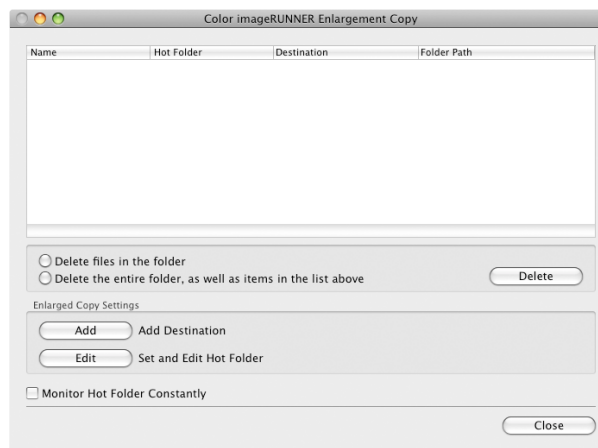 Color imageRUNNER Enlargement Copy
Name Hot Folder Destination Folder Path
Delete files in the folder
Delete the entire folder, as well as items in the list above
Delete
Enlarged Copy Settings
Add Add Destination
Edit Set and Edit Hot Folder
Monitor Hot Folder Constantly
Close